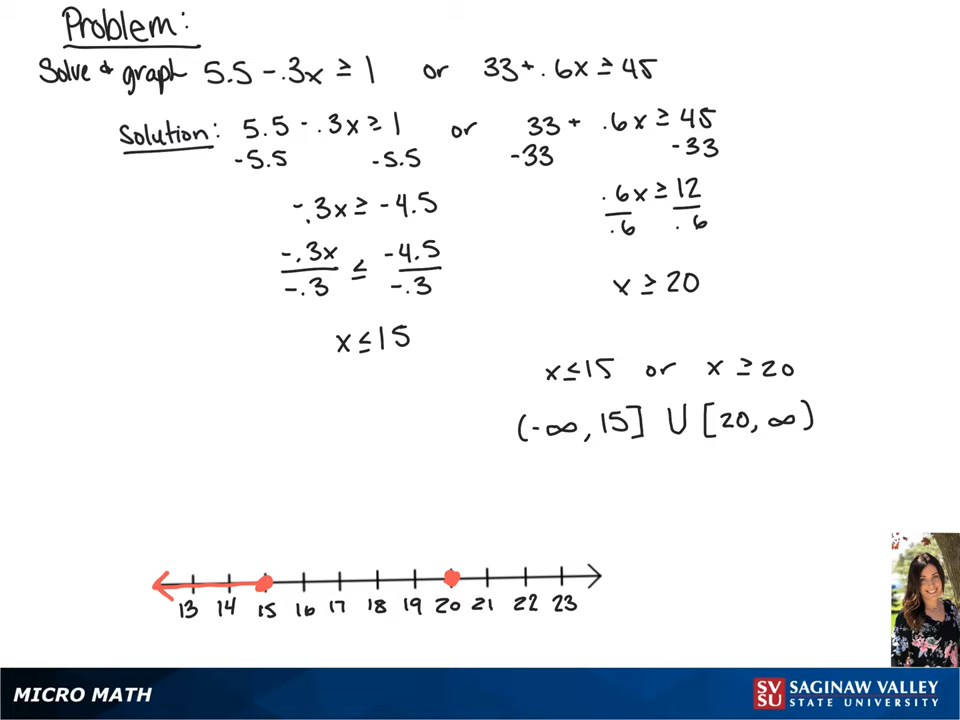 Problem:
Solve & graph 5.5 - .3x ≥ 1 or 33 + .6x ≥ 45
Solution: 5.5 - .3x ≥ 1 or 33 + .6x ≥ 45
-5.5 -5.5 -33 -33
-.3x ≥ -4.5 .6x ≥ 12
.6 .6
-.3x ≤ -4.5
-.3 -.3
x ≥ 20
x ≤ 15
x ≤ 15 or x ≥ 20
(-∞, 15] U [20, ∞)
13 14 15 16 17 18 19 20 21 22 23
MICRO MATH
SV SU SAGINAW VALLEY
STATE UNIVERSITY